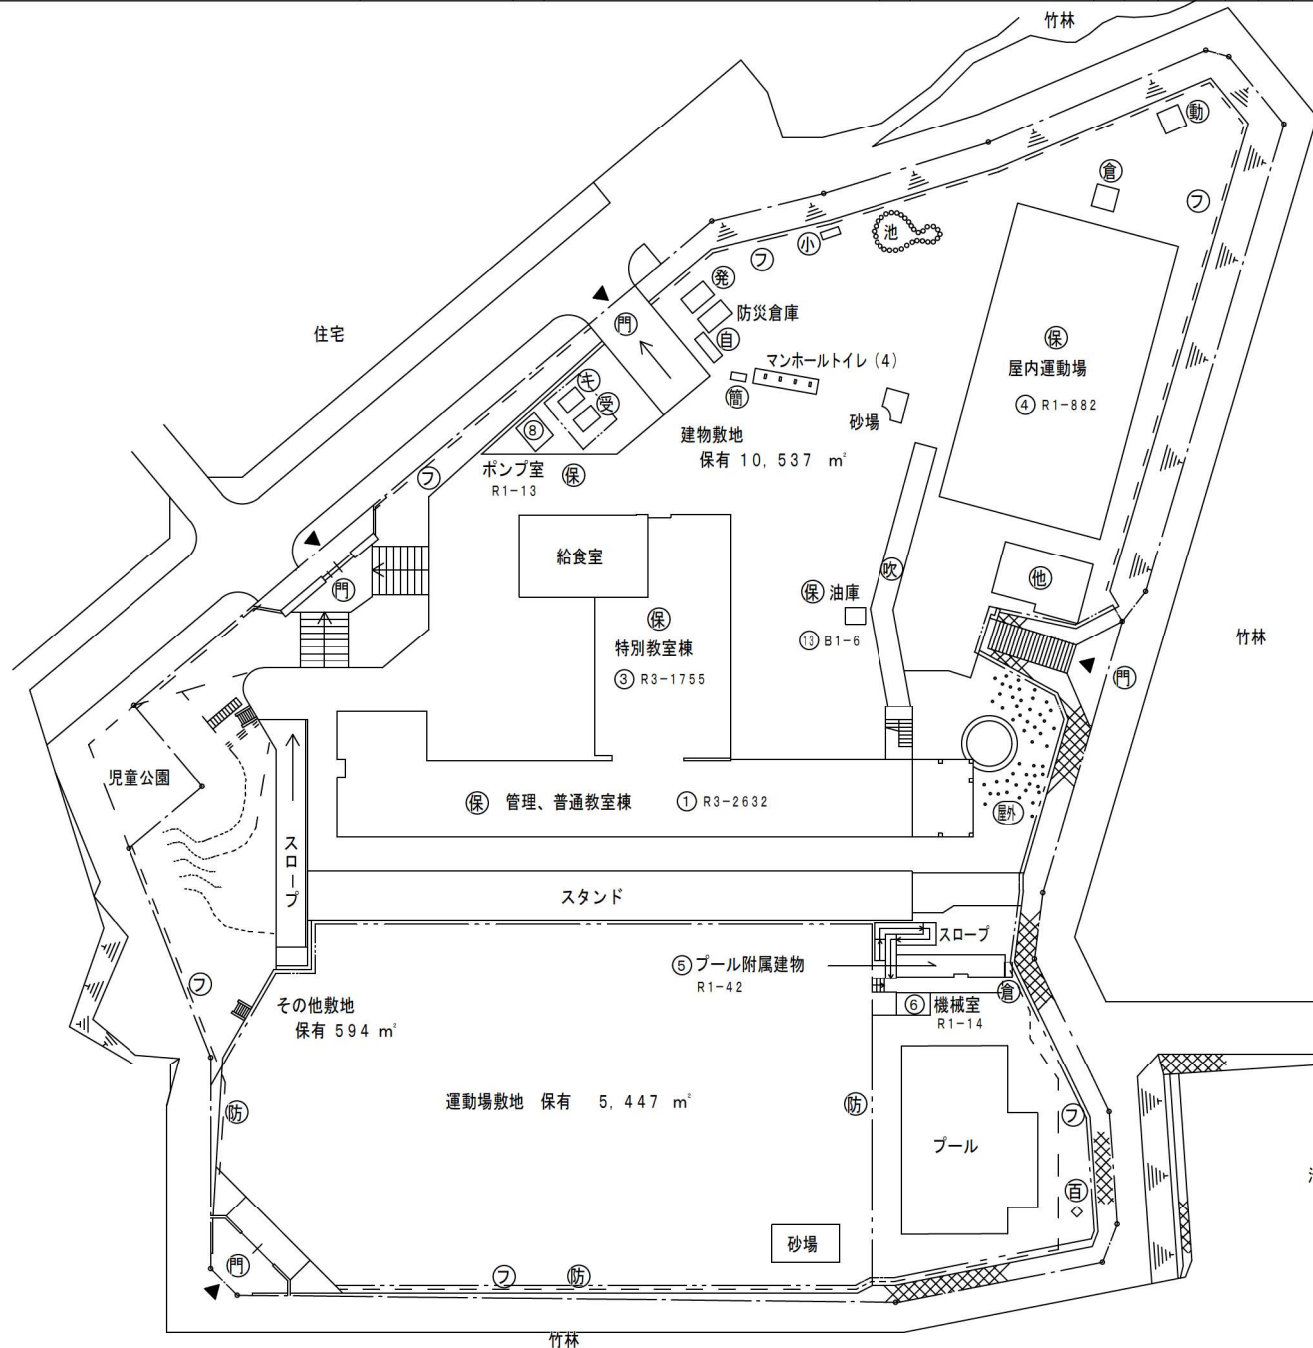 竹林
動
倉
フ
小
池
フ
発
防災倉庫
自
門
住宅
保
屋内運動場
④ R1-882
マンホールトイレ(4)
簡
キ
受
⑧
砂場
建物敷地
保有 10,537 m²
ポンプ室
R1-13
保
フ
給食室
門
吹
他
保 油庫
⑬ B1-6
保
特別教室棟
③ R3-1755
竹林
門
児童公園
保 管理、普通教室棟 ① R3-2632
屋外
スロープ
スタンド
スロープ
⑤ プール附属建物
R1-42
フ
倉
その他敷地
保有 594 m²
⑥ 機械室
R1-14
運動場敷地 保有 5,447 m²
防
防
フ
プール
百
砂場
門
フ
防
竹林